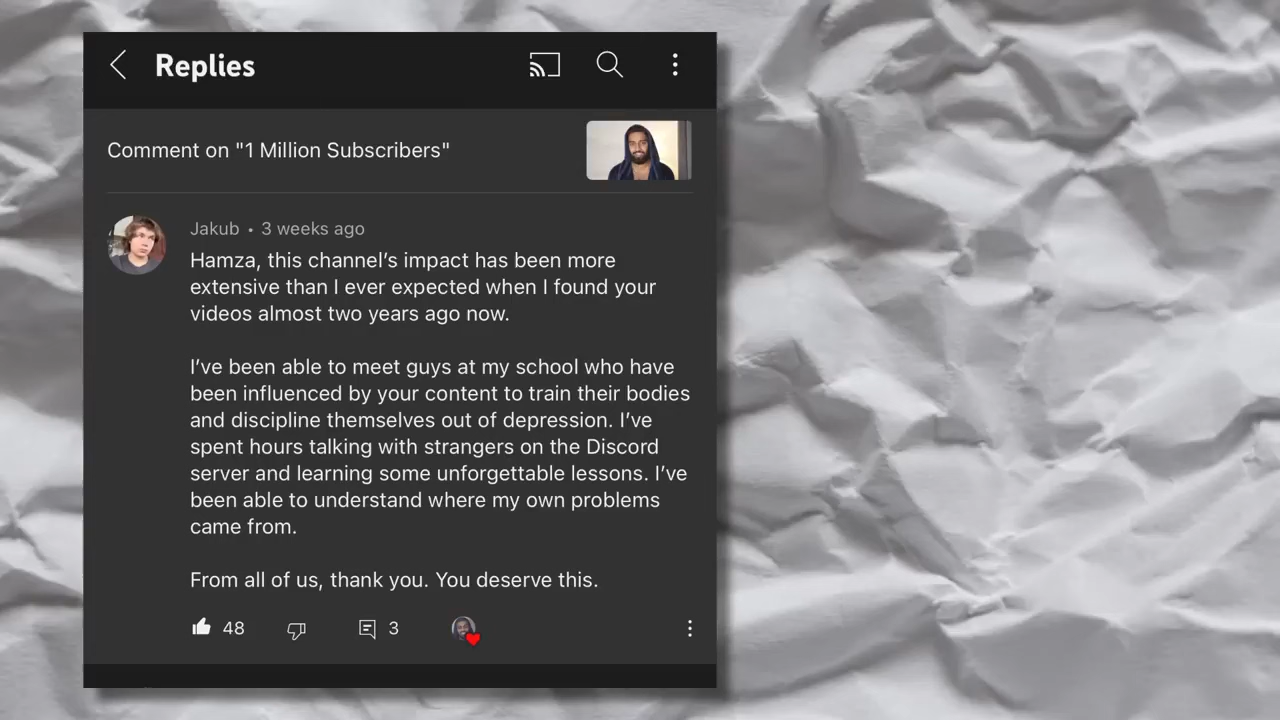 Replies
Comment on "1 Million Subscribers"
Jakub • 3 weeks ago
Hamza, this channel’s impact has been more
extensive than I ever expected when I found your
videos almost two years ago now.
I’ve been able to meet guys at my school who have
been influenced by your content to train their bodies
and discipline themselves out of depression. I’ve
spent hours talking with strangers on the Discord
server and learning some unforgettable lessons. I’ve
been able to understand where my own problems
came from.
From all of us, thank you. You deserve this.
48 3